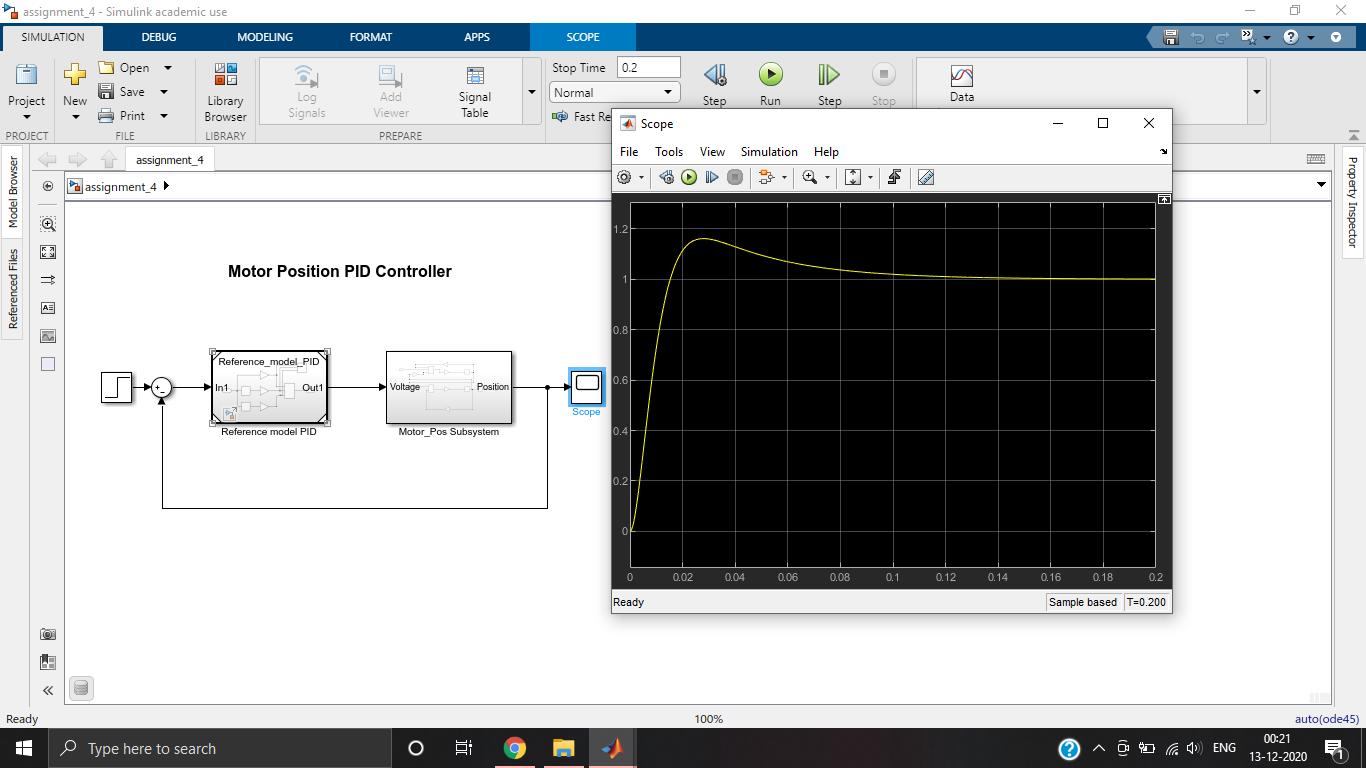 assignment_4 - Simulink academic use
SIMULATION DEBUG MODELING FORMAT APPS SCOPE
Project
New
Open
Save
Print
Library
Browser
Log
Signals
Add
Viewer
Signal
Table
Stop Time 0.2
Normal
Fast Re
Step
Run
Step
Stop
Data
PROJECT FILE LIBRARY PREPARE
Model Browser
Referenced Files
assignment_4
assignment_4
Property Inspector
Motor Position PID Controller
Reference_model_PID
In1 Out1
Reference model PID
Voltage Position
Motor_Pos Subsystem
Scope
Scope
File Tools View Simulation Help
1.2
1
0.8
0.6
0.4
0.2
0
0 0.02 0.04 0.06 0.08 0.1 0.12 0.14 0.16 0.18 0.2
Ready Sample based T=0.200
Ready 100% auto(ode45)
Type here to search
ENG
00:21
13-12-2020
1